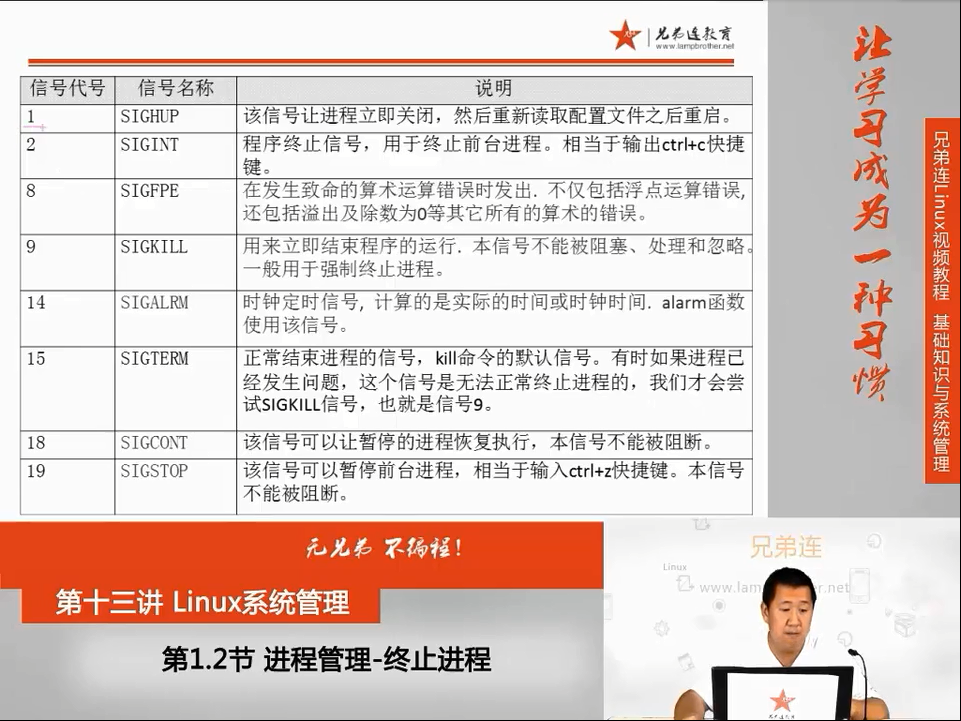 兄弟连教育
www.lampbrother.net
信号代号 信号名称 说明
1 SIGHUP 该信号让进程立即关闭，然后重新读取配置文件之后重启。
2 SIGINT 程序终止信号，用于终止前台进程。相当于输出ctrl+c快捷
键。
8 SIGFPE 在发生致命的算术运算错误时发出. 不仅包括浮点运算错误,
还包括溢出及除数为0等其它所有的算术的错误。
9 SIGKILL 用来立即结束程序的运行. 本信号不能被阻塞、处理和忽略。
一般用于强制终止进程。
14 SIGALRM 时钟定时信号, 计算的是实际的时间或时钟时间. alarm函数
使用该信号。
15 SIGTERM 正常结束进程的信号，kill命令的默认信号。有时如果进程已
经发生问题，这个信号是无法正常终止进程的，我们才会尝
试SIGKILL信号，也就是信号9。
18 SIGCONT 该信号可以让暂停的进程恢复执行，本信号不能被阻断。
19 SIGSTOP 该信号可以暂停前台进程，相当于输入ctrl+z快捷键。本信号
不能被阻断。
让学习成为一种习惯
兄弟连Linux视频教程 基础知识与系统管理
无兄弟 不编程！
第十三讲 Linux系统管理
第1.2节 进程管理-终止进程
兄弟连
Linux